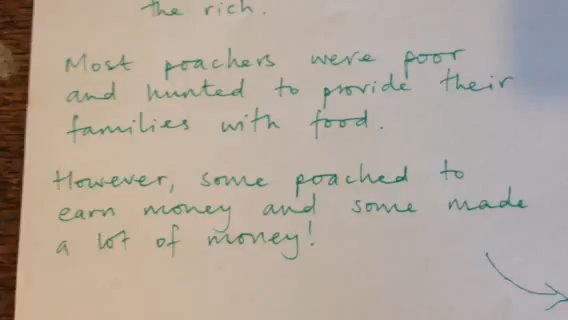 the rich.
Most poachers were poor
and hunted to provide their
families with food.
However, some poached to
earn money and some made
a lot of money!